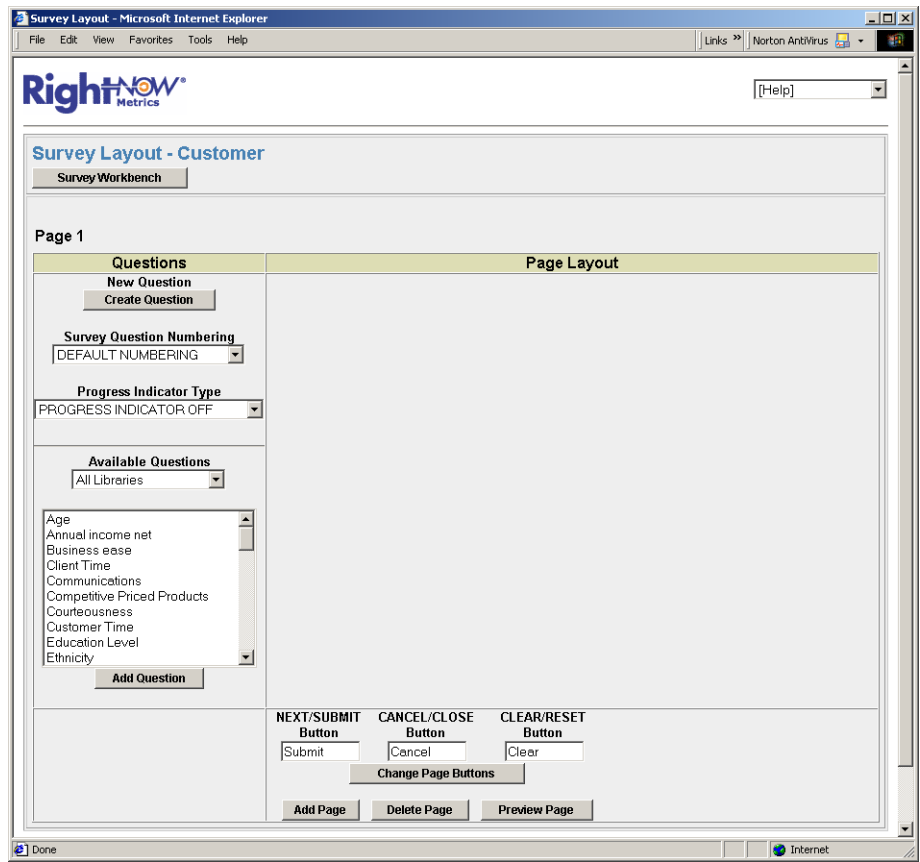 Survey Layout - Microsoft Internet Explorer
File Edit View Favorites Tools Help
Links » Norton AntiVirus
RightNOW®
Metrics
[Help]
Survey Layout - Customer
Survey Workbench
Page 1
Questions
Page Layout
New Question
Create Question
Survey Question Numbering
DEFAULT NUMBERING
Progress Indicator Type
PROGRESS INDICATOR OFF
Available Questions
All Libraries
Age
Annual income net
Business ease
Client Time
Communications
Competitive Priced Products
Courteousness
Customer Time
Education Level
Ethnicity
Add Question
NEXT/SUBMIT CANCEL/CLOSE CLEAR/RESET
Button Button Button
Submit Cancel Clear
Change Page Buttons
Add Page Delete Page Preview Page
Done
Internet